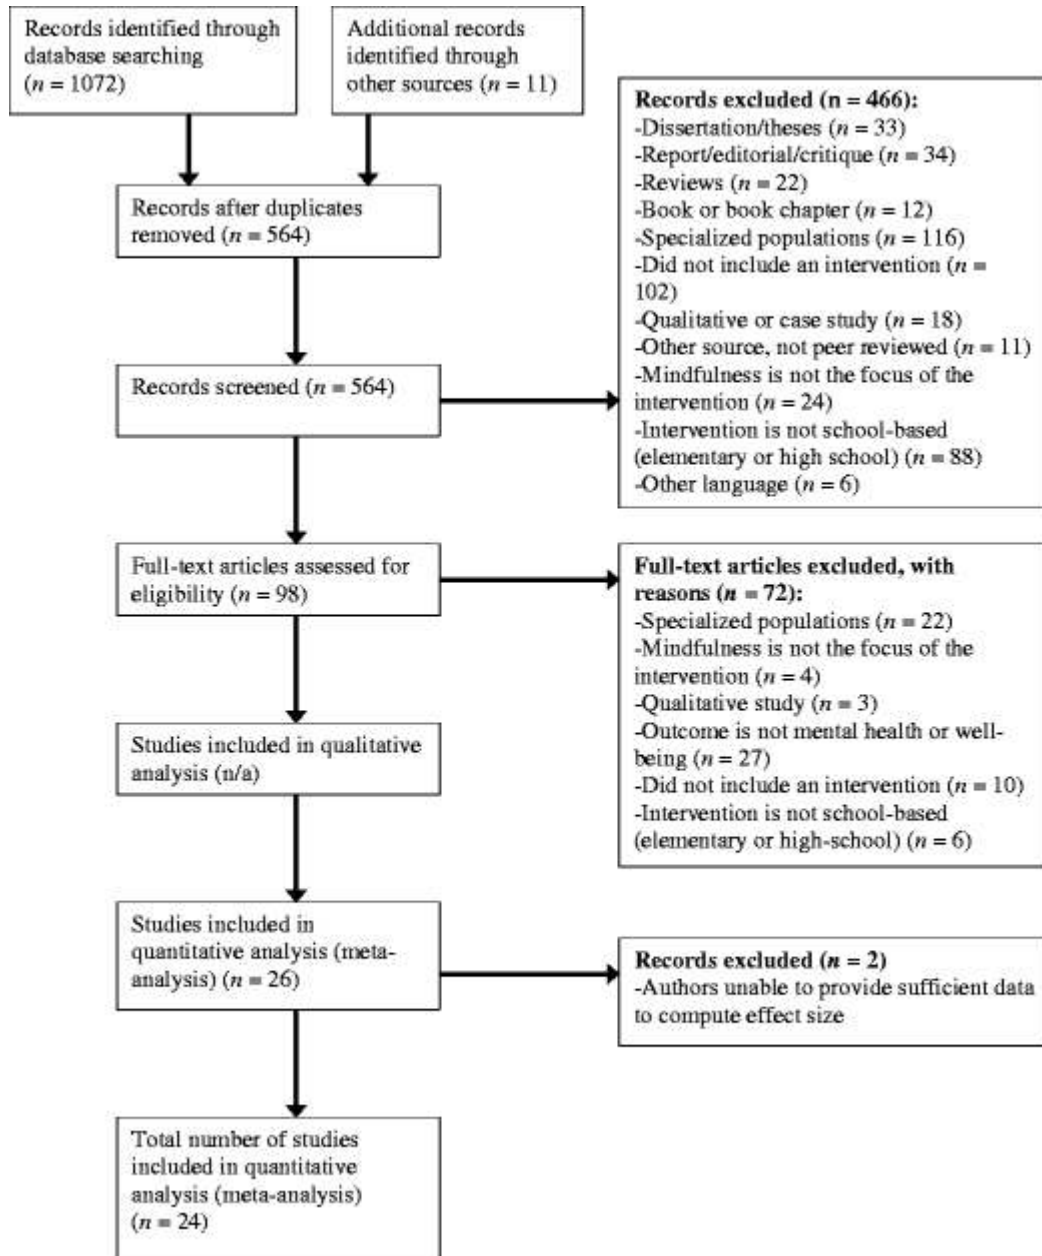 Records identified through
database searching
(n = 1072)
Additional records
identified through
other sources (n = 11)
Records excluded (n = 466):
-Dissertation/theses (n = 33)
-Report/editorial/critique (n = 34)
-Reviews (n = 22)
-Book or book chapter (n = 12)
-Specialized populations (n = 116)
-Did not include an intervention (n =
102)
-Qualitative or case study (n = 18)
-Other source, not peer reviewed (n = 11)
-Mindfulness is not the focus of the
intervention (n = 24)
-Intervention is not school-based
(elementary or high school) (n = 88)
-Other language (n = 6)
Records after duplicates
removed (n = 564)
Records screened (n = 564)
Full-text articles assessed for
eligibility (n = 98)
Full-text articles excluded, with
reasons (n = 72):
-Specialized populations (n = 22)
-Mindfulness is not the focus of the
intervention (n = 4)
-Qualitative study (n = 3)
-Outcome is not mental health or well-
being (n = 27)
-Did not include an intervention (n = 10)
-Intervention is not school-based
(elementary or high-school) (n = 6)
Studies included in qualitative
analysis (n/a)
Studies included in
quantitative analysis (meta-
analysis) (n = 26)
Records excluded (n = 2)
-Authors unable to provide sufficient data
to compute effect size
Total number of studies
included in quantitative
analysis (meta-analysis)
(n = 24)